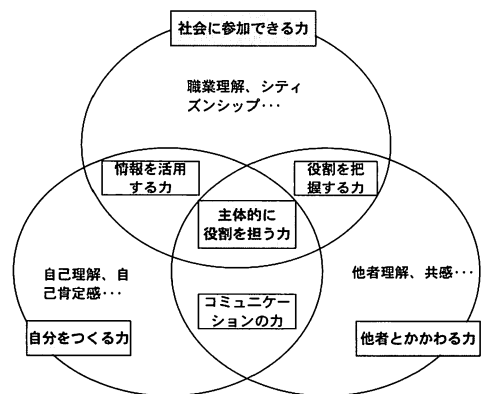 社会に参加できる力
職業理解、シティ
ズンシップ･･･
情報を活用
する力
役割を把
握する力
主体的に
役割を担う力
自己理解、自
己肯定感･･･
他者理解、共感･･･
コミュニケー
ションの力
自分をつくる力
他者とかかわる力